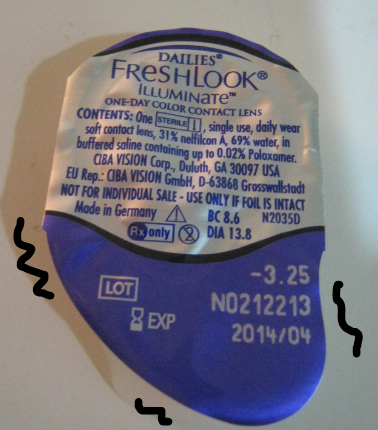 DAILIES®
FRESHLOOK®
ILLUMINATE™
ONE-DAY COLOR CONTACT LENS
CONTENTS: One STERILE , single use, daily wear
soft contact lens, 31% nelfilcon A, 69% water, in
buffered saline containing up to 0.02% Poloxamer.
CIBA VISION Corp., Duluth, GA 30097 USA
EU Rep.: CIBA VISION GmbH, D-63868 Grosswallstadt
NOT FOR INDIVIDUAL SALE - USE ONLY IF FOIL IS INTACT
Made in Germany BC 8.6 N2035D
Rx only DIA 13.8
-3.25
LOT N0212213
EXP 2014/04